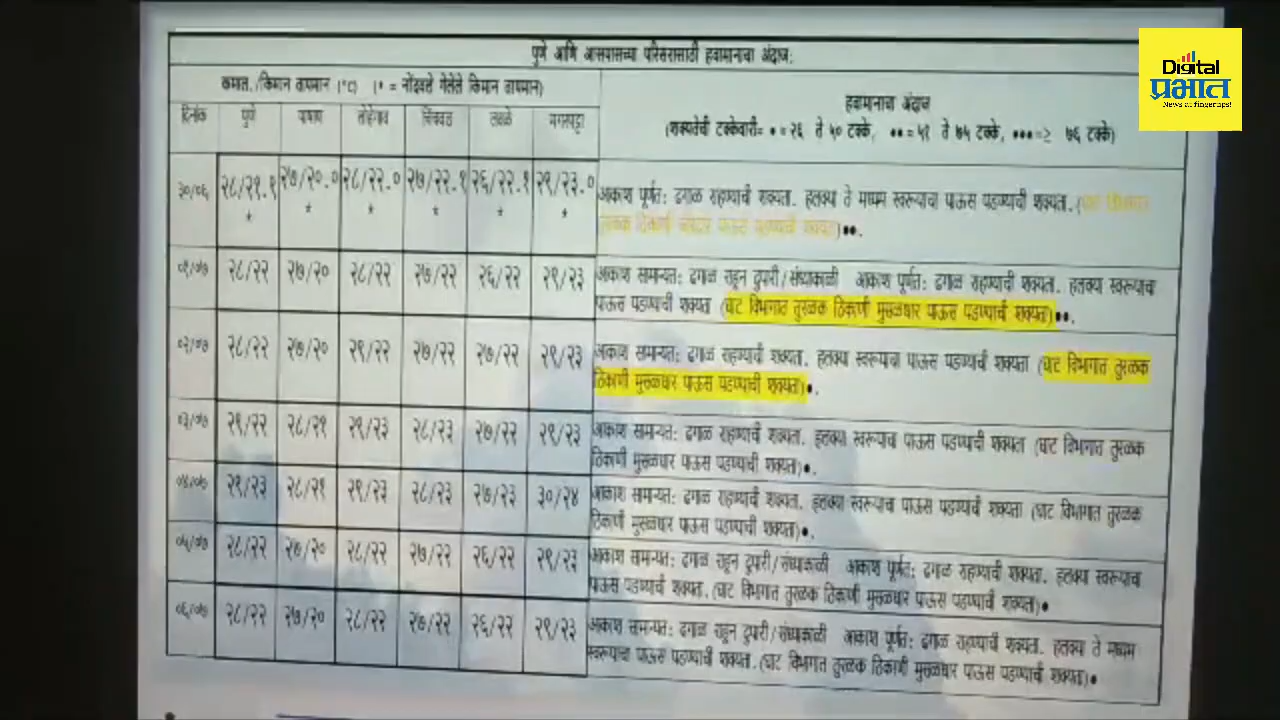 Digital
प्रभात
News at fingertips!
पुणे आणि आसपासच्या परिसरासाठी हवामानाचा अंदाज:
कमाल./किमान तापमान (°C) (* = नोंदवले गेलेले किमान तापमान)
हवामानाचा अंदाज
(शक्यतेची टक्केवारी= • = २६ ते ५० टक्के, •• = ५१ ते ७५ टक्के, •••=≥ ७६ टक्के)
दिनांक पुणे पाषाण लोहेगाव चिंचवड लवळे मगरपट्टा
३०/०६ २८/२१.१ २७/२०.० २८/२२.० २७/२२.१ २६/२२.१ २९/२३.०
* * * * * *
आकाश पूर्णत: ढगाळ राहण्याची शक्यता. हलक्या ते मध्यम स्वरूपाचा पाऊस पडण्याची शक्यता.(घाट विभागात
तुरळक ठिकाणी जोरदार पाऊस पडण्याची शक्यता)••.
०१/०७ २८/२२ २७/२० २८/२२ २७/२२ २६/२२ २९/२३
आकाश सामान्यत: ढगाळ राहून दुपारी/संध्याकाळी आकाश पूर्णत: ढगाळ राहण्याची शक्यता. हलक्या स्वरूपाचा
पाऊस पडण्याची शक्यता (घाट विभागात तुरळक ठिकाणी मुसळधार पाऊस पडण्याची शक्यता)••.
०२/०७ २८/२२ २७/२० २९/२२ २७/२२ २७/२२ २९/२३
आकाश सामान्यत: ढगाळ राहण्याची शक्यता. हलक्या स्वरूपाचा पाऊस पडण्याची शक्यता (घाट विभागात तुरळक
ठिकाणी मुसळधार पाऊस पडण्याची शक्यता)•.
०३/०७ २९/२२ २८/२१ २९/२३ २८/२३ २७/२२ २९/२३
आकाश सामान्यत: ढगाळ राहण्याची शक्यता. हलक्या स्वरूपाचा पाऊस पडण्याची शक्यता (घाट विभागात तुरळक
ठिकाणी मुसळधार पाऊस पडण्याची शक्यता)•.
०४/०७ २९/२३ २८/२१ २९/२३ २८/२३ २७/२३ ३०/२४
आकाश सामान्यत: ढगाळ राहण्याची शक्यता. हलक्या स्वरूपाचा पाऊस पडण्याची शक्यता (घाट विभागात तुरळक
ठिकाणी मुसळधार पाऊस पडण्याची शक्यता)•.
०५/०७ २८/२२ २७/२० २८/२२ २७/२२ २६/२२ २९/२३
आकाश सामान्यत: ढगाळ राहून दुपारी/संध्याकाळी आकाश पूर्णत: ढगाळ राहण्याची शक्यता. हलक्या स्वरूपाचा
पाऊस पडण्याची शक्यता.(घाट विभागात तुरळक ठिकाणी मुसळधार पाऊस पडण्याची शक्यता)•
०६/०७ २८/२२ २७/२० २८/२२ २७/२२ २६/२२ २९/२३
आकाश सामान्यत: ढगाळ राहून दुपारी/संध्याकाळी आकाश पूर्णत: ढगाळ राहण्याची शक्यता. हलक्या ते मध्यम
स्वरूपाचा पाऊस पडण्याची शक्यता.(घाट विभागात तुरळक ठिकाणी मुसळधार पाऊस पडण्याची शक्यता)•